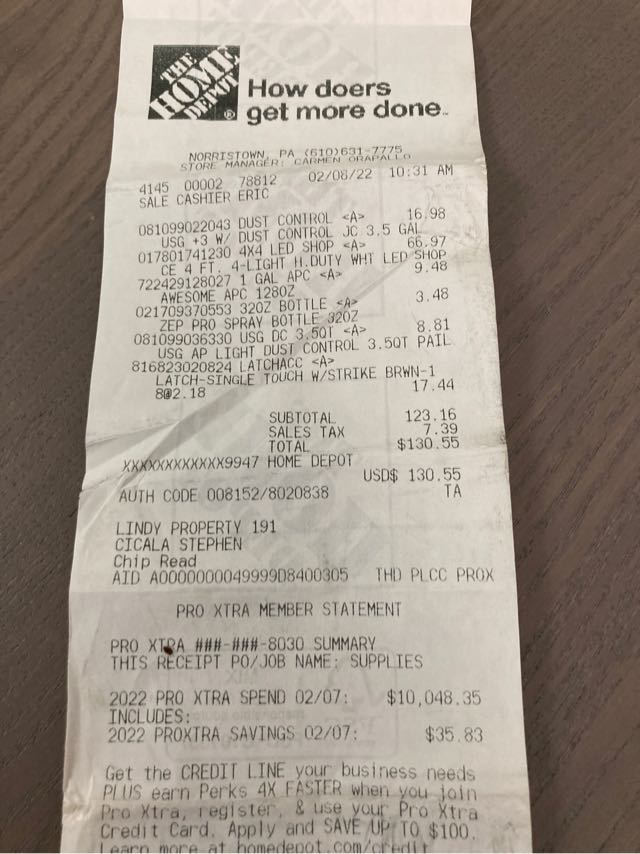 THE
HOME
DEPOT
®
How doers
get more done™
NORRISTOWN, PA (610)631-7775
STORE MANAGER: CARMEN ORAPALLO
4145 00002 78812 02/08/22 10:31 AM
SALE CASHIER ERIC
081099022043 DUST CONTROL <A> 16.98
USG +3 W/ DUST CONTROL JC 3.5 GAL
017801741230 4X4 LED SHOP <A> 66.97
CE 4 FT. 4-LIGHT H.DUTY WHT LED SHOP
722429128027 1 GAL APC <A> 9.48
AWESOME APC 128OZ
021709370553 32OZ BOTTLE <A> 3.48
ZEP PRO SPRAY BOTTLE 32OZ
081099036330 USG DC 3.5QT <A> 8.81
USG AP LIGHT DUST CONTROL 3.5QT PAIL
816823020824 LATCHACC <A>
LATCH-SINGLE TOUCH W/STRIKE BRWN-1
8@2.18 17.44
SUBTOTAL 123.16
SALES TAX 7.39
TOTAL $130.55
XXXXXXXXXXXX9947 HOME DEPOT
USD$ 130.55
AUTH CODE 008152/8020838 TA
LINDY PROPERTY 191
CICALA STEPHEN
Chip Read
AID A0000000049999D8400305 THD PLCC PROX
PRO XTRA MEMBER STATEMENT
PRO XTRA ###-###-8030 SUMMARY
THIS RECEIPT PO/JOB NAME: SUPPLIES
2022 PRO XTRA SPEND 02/07: $10,048.35
INCLUDES:
2022 PROXTRA SAVINGS 02/07: $35.83
Get the CREDIT LINE your business needs
PLUS earn Perks 4X FASTER when you join
Pro Xtra, register, & use your Pro Xtra
Credit Card. Apply and SAVE UP TO $100.
Learn more at homedepot.com/credit